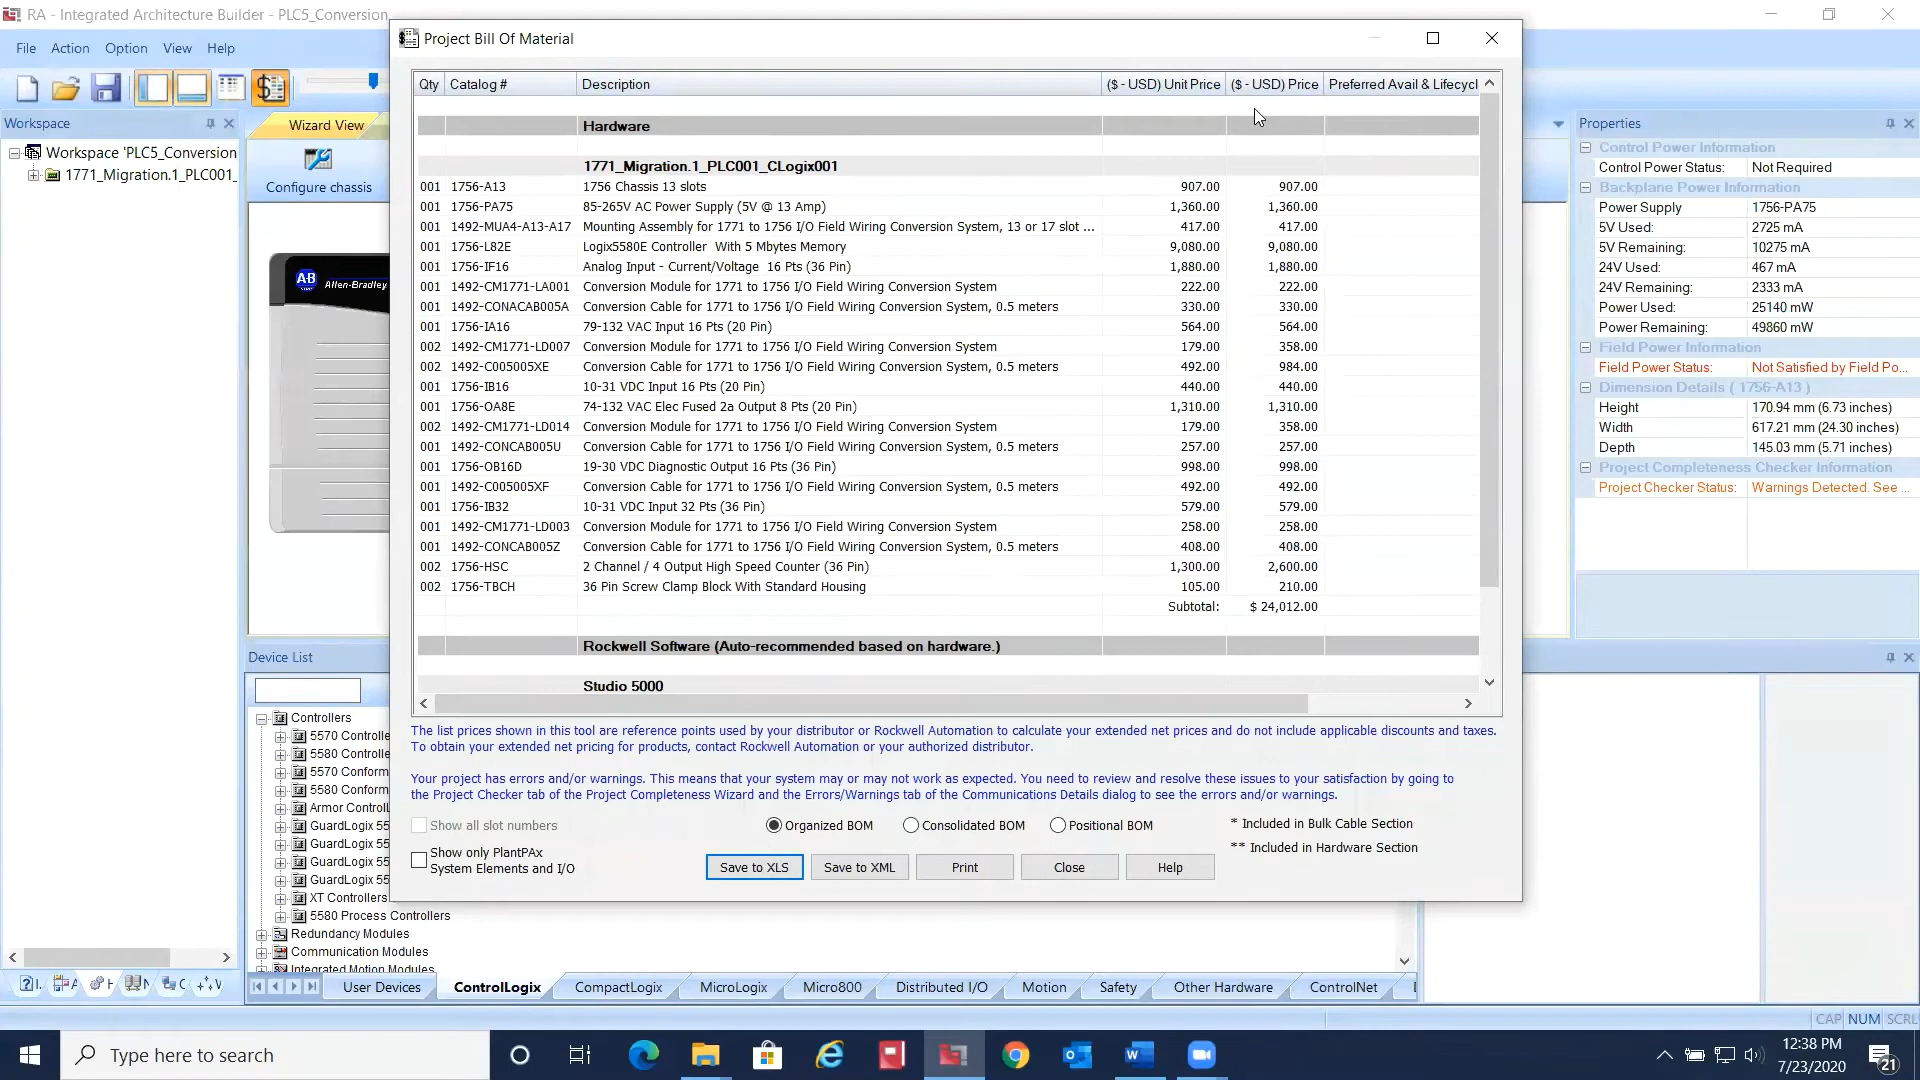 RA - Integrated Architecture Builder - PLC5_Conversion
File Action Option View Help
Workspace
Workspace 'PLC5_Conversion
1771_Migration.1_PLC001_
Wizard View
Configure chassis
AB Allen-Bradley
Project Bill Of Material
Qty Catalog # Description ($ - USD) Unit Price ($ - USD) Price Preferred Avail & Lifecycl
Hardware
1771_Migration.1_PLC001_CLogix001
001 1756-A13 1756 Chassis 13 slots 907.00 907.00
001 1756-PA75 85-265V AC Power Supply (5V @ 13 Amp) 1,360.00 1,360.00
001 1492-MUA4-A13-A17 Mounting Assembly for 1771 to 1756 I/O Field Wiring Conversion System, 13 or 17 slot ... 417.00 417.00
001 1756-L82E Logix5580E Controller With 5 Mbytes Memory 9,080.00 9,080.00
001 1756-IF16 Analog Input - Current/Voltage 16 Pts (36 Pin) 1,880.00 1,880.00
001 1492-CM1771-LA001 Conversion Module for 1771 to 1756 I/O Field Wiring Conversion System 222.00 222.00
001 1492-CONACAB005A Conversion Cable for 1771 to 1756 I/O Field Wiring Conversion System, 0.5 meters 330.00 330.00
001 1756-IA16 79-132 VAC Input 16 Pts (20 Pin) 564.00 564.00
002 1492-CM1771-LD007 Conversion Module for 1771 to 1756 I/O Field Wiring Conversion System 179.00 358.00
002 1492-C005005XE Conversion Cable for 1771 to 1756 I/O Field Wiring Conversion System, 0.5 meters 492.00 984.00
001 1756-IB16 10-31 VDC Input 16 Pts (20 Pin) 440.00 440.00
001 1756-OA8E 74-132 VAC Elec Fused 2a Output 8 Pts (20 Pin) 1,310.00 1,310.00
002 1492-CM1771-LD014 Conversion Module for 1771 to 1756 I/O Field Wiring Conversion System 179.00 358.00
001 1492-CONCAB005U Conversion Cable for 1771 to 1756 I/O Field Wiring Conversion System, 0.5 meters 257.00 257.00
001 1756-OB16D 19-30 VDC Diagnostic Output 16 Pts (36 Pin) 998.00 998.00
001 1492-C005005XF Conversion Cable for 1771 to 1756 I/O Field Wiring Conversion System, 0.5 meters 492.00 492.00
001 1756-IB32 10-31 VDC Input 32 Pts (36 Pin) 579.00 579.00
001 1492-CM1771-LD003 Conversion Module for 1771 to 1756 I/O Field Wiring Conversion System 258.00 258.00
001 1492-CONCAB005Z Conversion Cable for 1771 to 1756 I/O Field Wiring Conversion System, 0.5 meters 408.00 408.00
002 1756-HSC 2 Channel / 4 Output High Speed Counter (36 Pin) 1,300.00 2,600.00
002 1756-TBCH 36 Pin Screw Clamp Block With Standard Housing 105.00 210.00
Subtotal: $ 24,012.00
Rockwell Software (Auto-recommended based on hardware.)
Studio 5000
The list prices shown in this tool are reference points used by your distributor or Rockwell Automation to calculate your extended net prices and do not include applicable discounts and taxes.
To obtain your extended net pricing for products, contact Rockwell Automation or your authorized distributor.
Your project has errors and/or warnings. This means that your system may or may not work as expected. You need to review and resolve these issues to your satisfaction by going to
the Project Checker tab of the Project Completeness Wizard and the Errors/Warnings tab of the Communications Details dialog to see the errors and/or warnings.
Show all slot numbers
Organized BOM Consolidated BOM Positional BOM
* Included in Bulk Cable Section
** Included in Hardware Section
Show only PlantPAx
System Elements and I/O
Save to XLS Save to XML Print Close Help
Properties
Control Power Information
Control Power Status: Not Required
Backplane Power Information
Power Supply 1756-PA75
5V Used: 2725 mA
5V Remaining: 10275 mA
24V Used: 467 mA
24V Remaining: 2333 mA
Power Used: 25140 mW
Power Remaining: 49860 mW
Field Power Information
Field Power Status: Not Satisfied by Field Po...
Dimension Details ( 1756-A13 )
Height 170.94 mm (6.73 inches)
Width 617.21 mm (24.30 inches)
Depth 145.03 mm (5.71 inches)
Project Completeness Checker Information
Project Checker Status: Warnings Detected. See ...
Device List
Controllers
5570 Controlle
5580 Controlle
5570 Conform
5580 Conform
Armor ControlL
GuardLogix 55
GuardLogix 55
GuardLogix 55
GuardLogix 55
XT Controllers
5580 Process Controllers
Redundancy Modules
Communication Modules
Integrated Motion Modules
User Devices ControlLogix CompactLogix MicroLogix Micro800 Distributed I/O Motion Safety Other Hardware ControlNet
CAP NUM SCRL
Type here to search
12:38 PM
7/23/2020
21